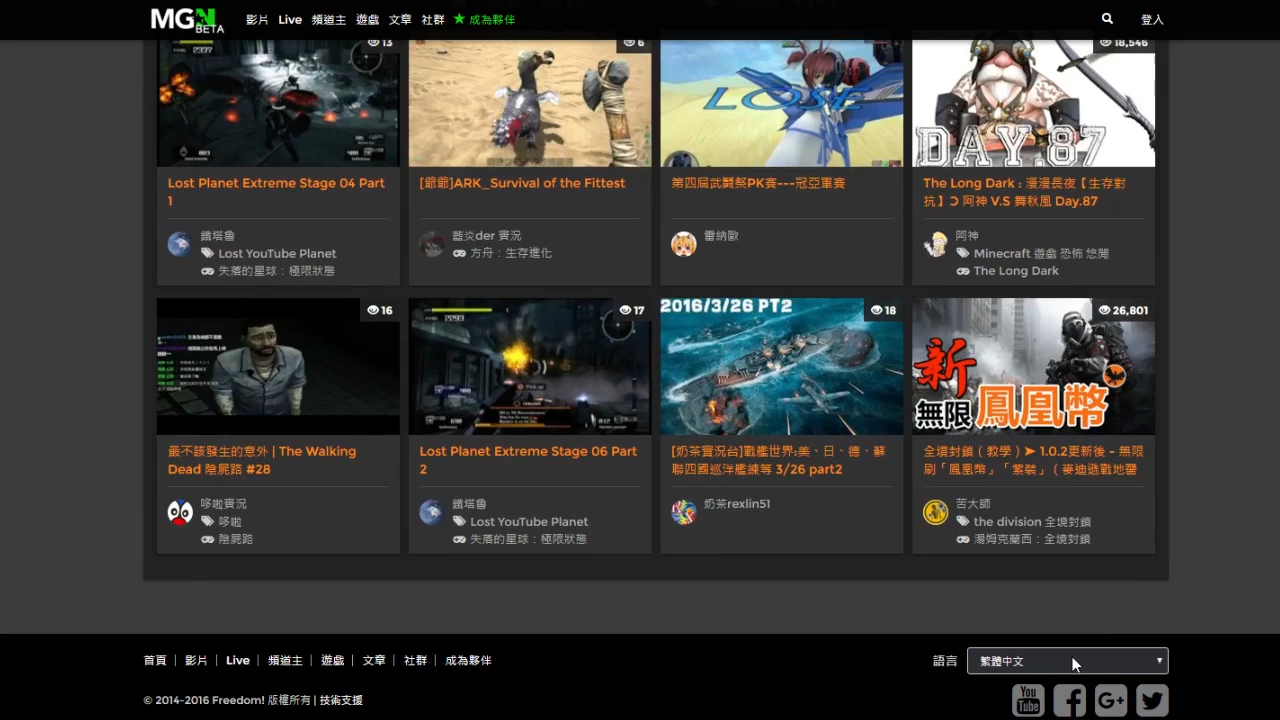 MGN BETA 影片 Live 頻道主 遊戲 文章 社群 ★ 成為夥伴 登入
13
6
18,546
LOSE
DAY.87
Lost Planet Extreme Stage 04 Part
1
鐵塔魯
Lost YouTube Planet
失落的星球：極限狀態
[爺爺]ARK_Survival of the Fittest
藍炎der 實況
方舟：生存進化
第四屆武鬪祭PK賽---冠亞軍賽
雷納歐
The Long Dark : 漫漫長夜【生存對
抗】Ɔ 阿神 V.S 舞秋風 Day.87
阿神
Minecraft 遊戲 恐怖 悠閒
The Long Dark
16
17
2016/3/26 PT2
18
26,801
新
無限 鳳凰幣
最不該發生的意外 | The Walking
Dead 陰屍路 #28
哆啦實況
哆啦
陰屍路
Lost Planet Extreme Stage 06 Part
2
鐵塔魯
Lost YouTube Planet
失落的星球：極限狀態
[奶茶實況台]戰艦世界:美、日、德、蘇
聯四國巡洋艦練等 3/26 part2
奶茶rexlin51
全境封鎖（教學）➤ 1.0.2更新後 - 無限
刷「鳳凰幣」「紫裝」（麥迪遜戰地醫
苦大師
the division 全境封鎖
湯姆克蘭西：全境封鎖
首頁 | 影片 | Live | 頻道主 | 遊戲 | 文章 | 社群 | 成為夥伴
語言 繁體中文
© 2014-2016 Freedom! 版權所有 | 技術支援
You Tube G+